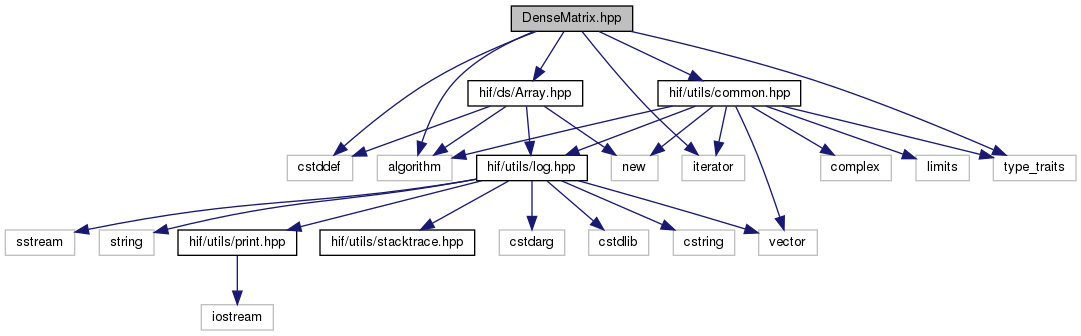 DenseMatrix.hpp
hif/ds/Array.hpp
hif/utils/common.hpp
cstddef
algorithm
hif/utils/log.hpp
new
iterator
complex
limits
type_traits
sstream
string
hif/utils/print.hpp
hif/utils/stacktrace.hpp
cstdarg
cstdlib
cstring
vector
iostream